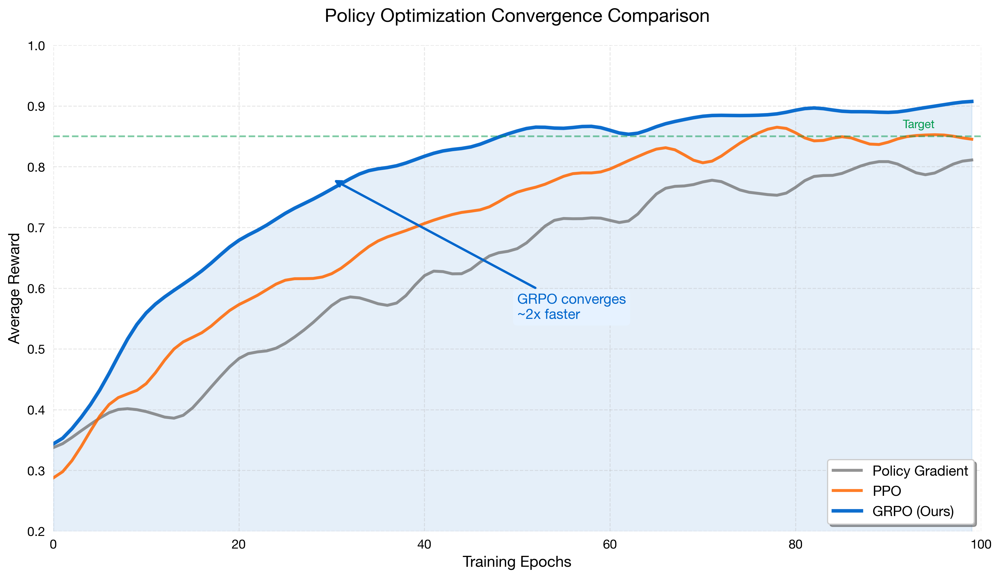 Policy Optimization Convergence Comparison
1.0
0.9
0.8
0.7
0.6
0.5
0.4
0.3
0.2
Average Reward
Target
GRPO converges
~2x faster
Policy Gradient
PPO
GRPO (Ours)
0
20
40
60
80
100
Training Epochs